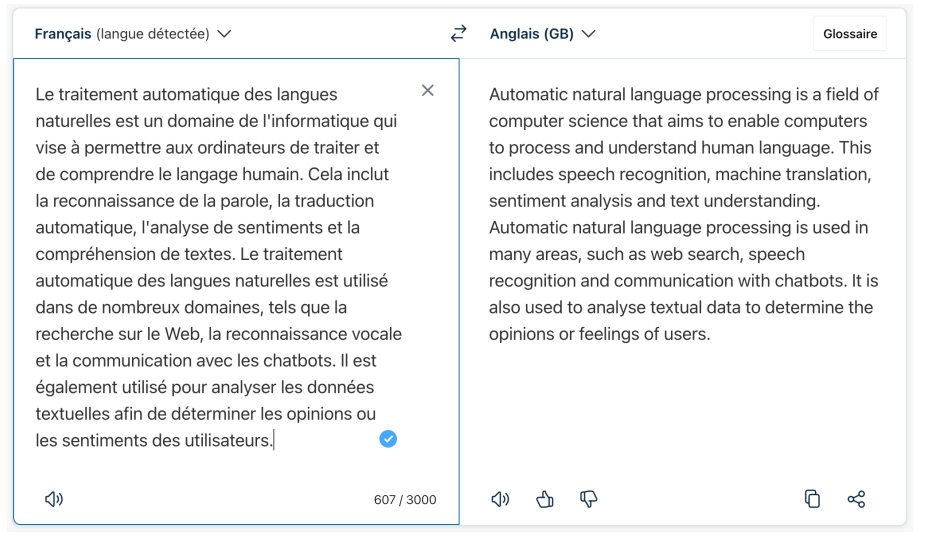 Français (langue détectée)
Anglais (GB)
Glossaire
Le traitement automatique des langues
naturelles est un domaine de l'informatique qui
vise à permettre aux ordinateurs de traiter et
de comprendre le langage humain. Cela inclut
la reconnaissance de la parole, la traduction
automatique, l'analyse de sentiments et la
compréhension de textes. Le traitement
automatique des langues naturelles est utilisé
dans de nombreux domaines, tels que la
recherche sur le Web, la reconnaissance vocale
et la communication avec les chatbots. Il est
également utilisé pour analyser les données
textuelles afin de déterminer les opinions ou
les sentiments des utilisateurs.
607 / 3000
Automatic natural language processing is a field of
computer science that aims to enable computers
to process and understand human language. This
includes speech recognition, machine translation,
sentiment analysis and text understanding.
Automatic natural language processing is used in
many areas, such as web search, speech
recognition and communication with chatbots. It is
also used to analyse textual data to determine the
opinions or feelings of users.